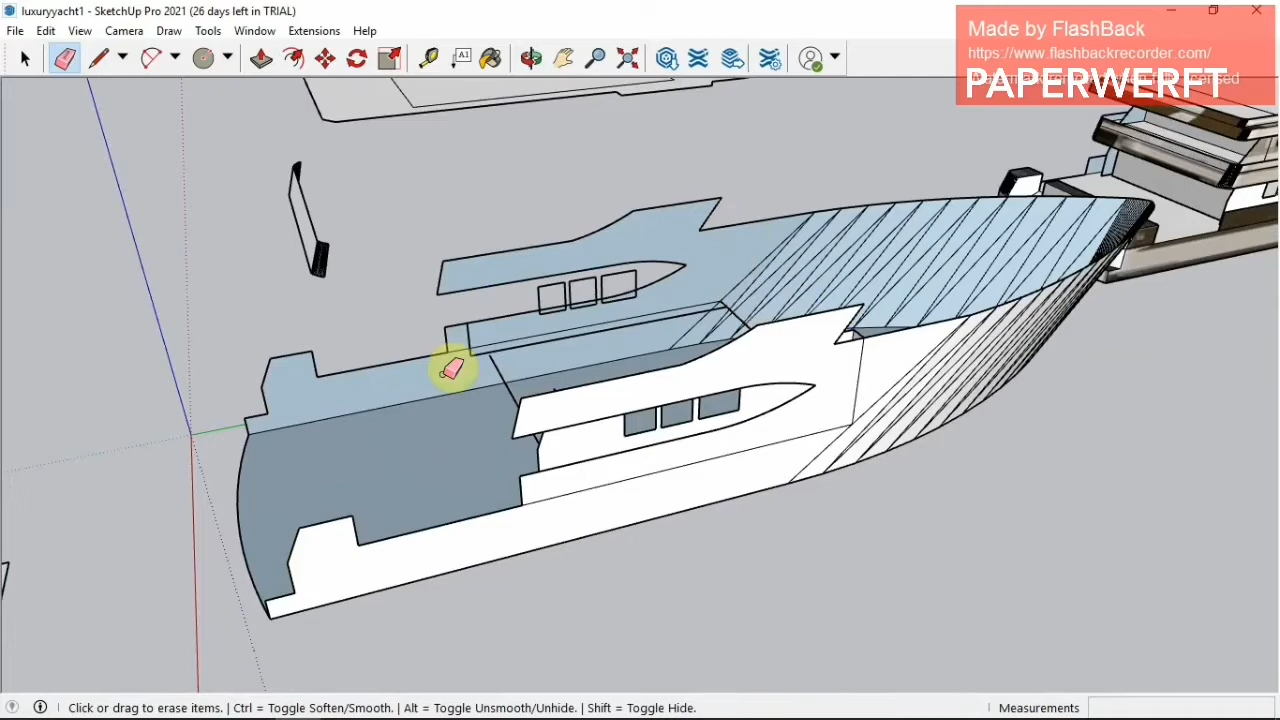 luxuryyacht1 - SketchUp Pro 2021 (26 days left in TRIAL)
File Edit View Camera Draw Tools Window Extensions Help
A1
Made by FlashBack
https://www.flashbackrecorder.com/
PAPERWERFT
Click or drag to erase items. | Ctrl = Toggle Soften/Smooth. | Alt = Toggle Unsmooth/Unhide. | Shift = Toggle Hide.
Measurements